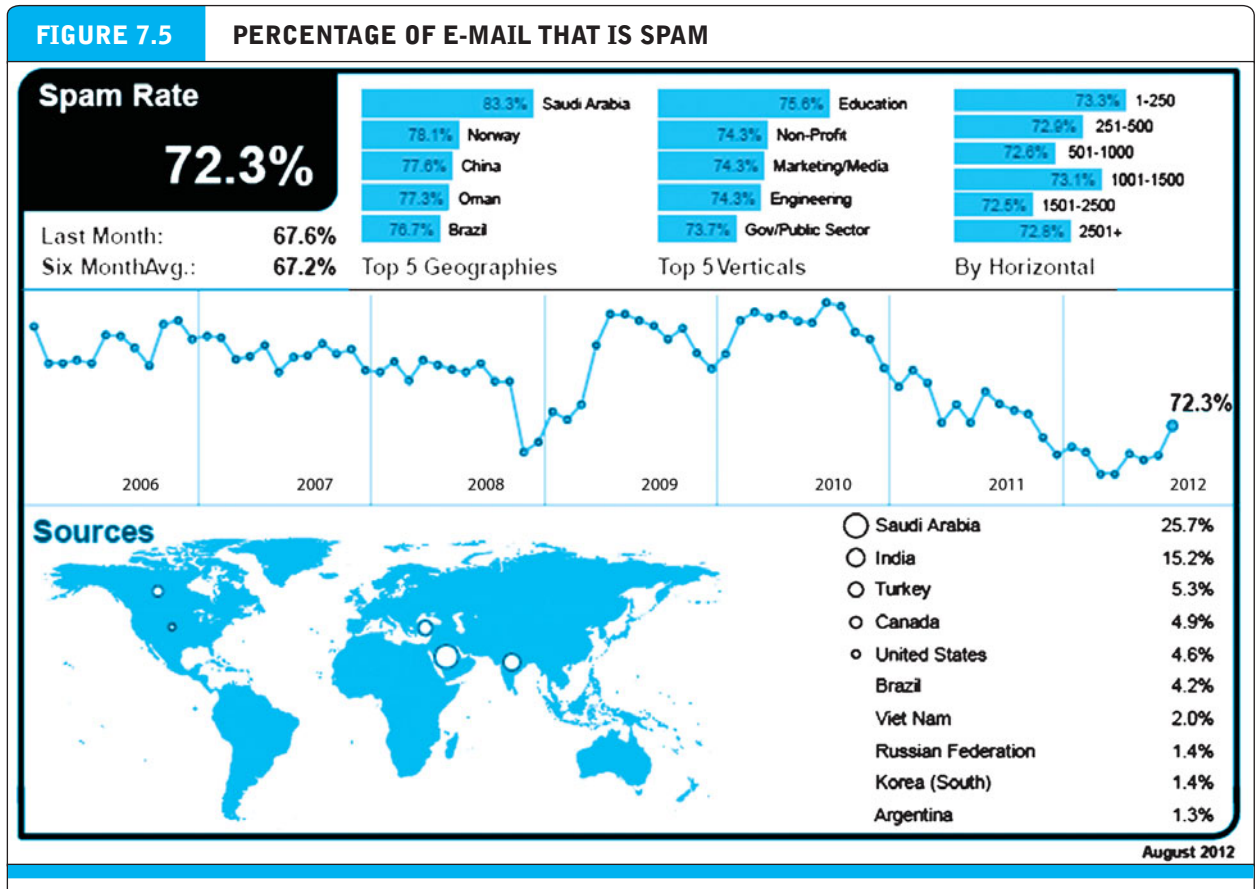 FIGURE 7.5 PERCENTAGE OF E-MAIL THAT IS SPAM
Spam Rate
72.3%
Last Month: 67.6%
Six MonthAvg.: 67.2%
83.3% Saudi Arabia
78.1% Norway
77.6% China
77.3% Oman
76.7% Brazil
Top 5 Geographies
75.6% Education
74.3% Non-Profit
74.3% Marketing/Media
74.3% Engineering
73.7% Gov/Public Sector
Top 5 Verticals
73.3% 1-250
72.9% 251-500
72.6% 501-1000
73.1% 1001-1500
72.5% 1501-2500
72.8% 2501+
By Horizontal
72.3%
2006 2007 2008 2009 2010 2011 2012
Sources
Saudi Arabia 25.7%
India 15.2%
Turkey 5.3%
Canada 4.9%
United States 4.6%
Brazil 4.2%
Viet Nam 2.0%
Russian Federation 1.4%
Korea (South) 1.4%
Argentina 1.3%
August 2012